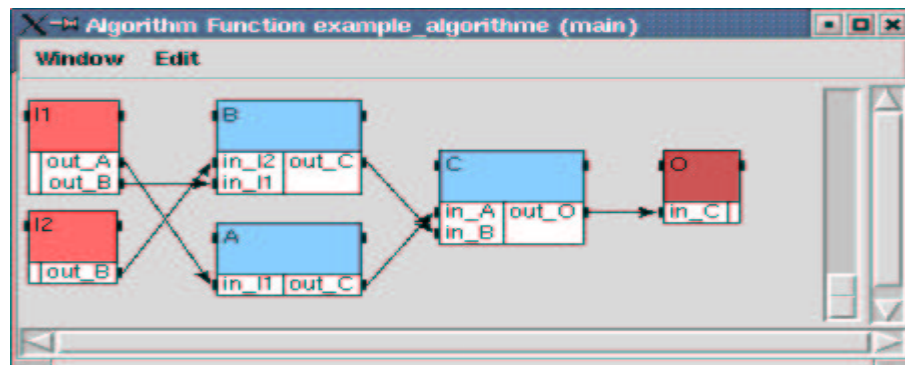 Algorithm Function example_algorithme (main)
Window Edit
I1
out_A
out_B
I2
out_B
B
in_I2 out_C
in_I1
A
in_I1 out_C
C
in_A out_O
in_B
O
in_C